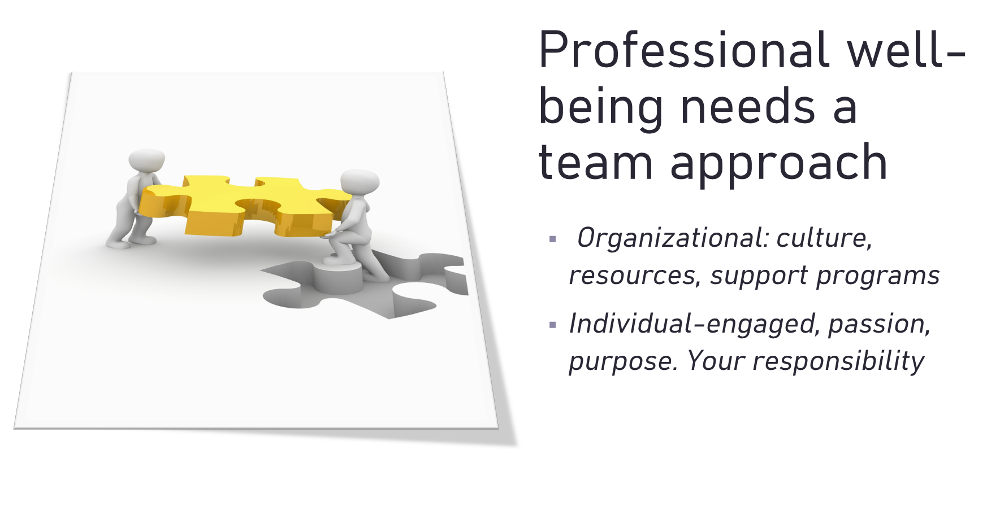 Professional well-
being needs a
team approach
▪ Organizational: culture,
resources, support programs
▪ Individual-engaged, passion,
purpose. Your responsibility